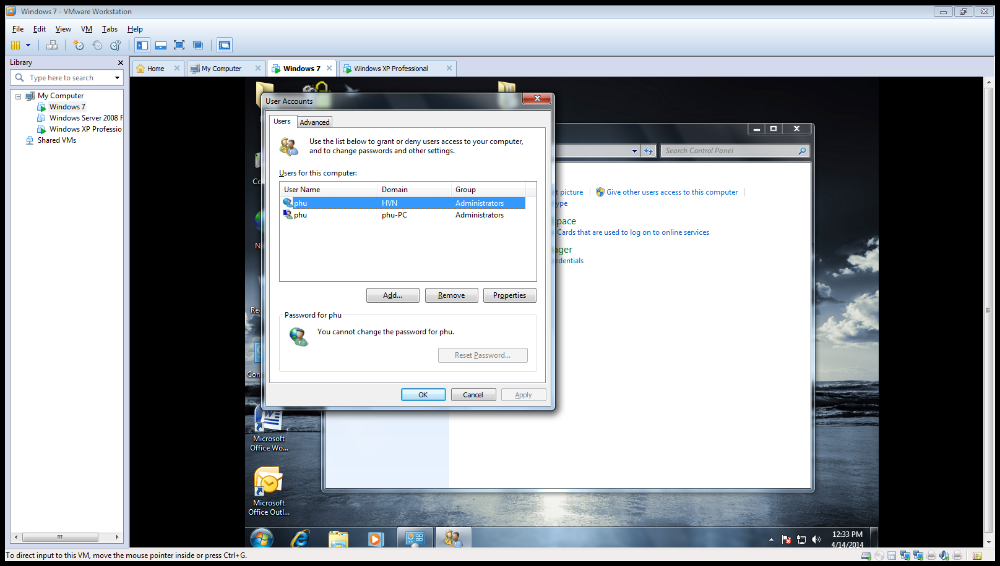 Windows 7 - VMware Workstation
File Edit View VM Tabs Help
Library
Type here to search
My Computer
Windows 7
Windows Server 2008 F
Windows XP Professio
Shared VMs
Home
My Computer
Windows 7
Windows XP Professional
User Accounts
Users
Advanced
Use the list below to grant or deny users access to your computer,
and to change passwords and other settings.
Users for this computer:
User Name Domain Group
phu HVN Administrators
phu phu-PC Administrators
Add... Remove Properties
Password for phu
You cannot change the password for phu.
Reset Password...
OK Cancel Apply
Search Control Panel
t picture
Give other users access to this computer
ype
pace
Cards that are used to log on to online services
ager
edentials
Co
N
Re
Con
Microsoft
Office Wo...
Microsoft
Office Outl...
12:33 PM
4/14/2014
To direct input to this VM, move the mouse pointer inside or press Ctrl+G.